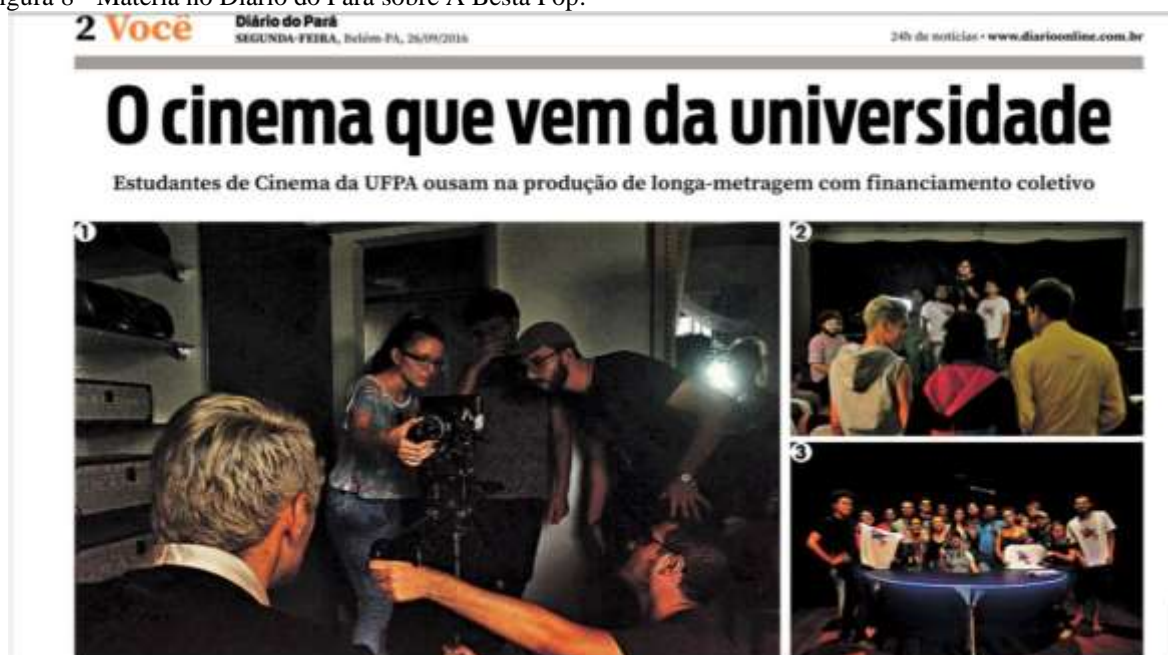 igura 8 - Matéria no Diário do Pará sobre A Besta Pop.
2 Você
Diário do Pará
SEGUNDA-FEIRA, Belém-PA, 26/09/2016
24h de notícias • www.diarioonline.com.br
O cinema que vem da universidade
Estudantes de Cinema da UFPA ousam na produção de longa-metragem com financiamento coletivo
1
2
3